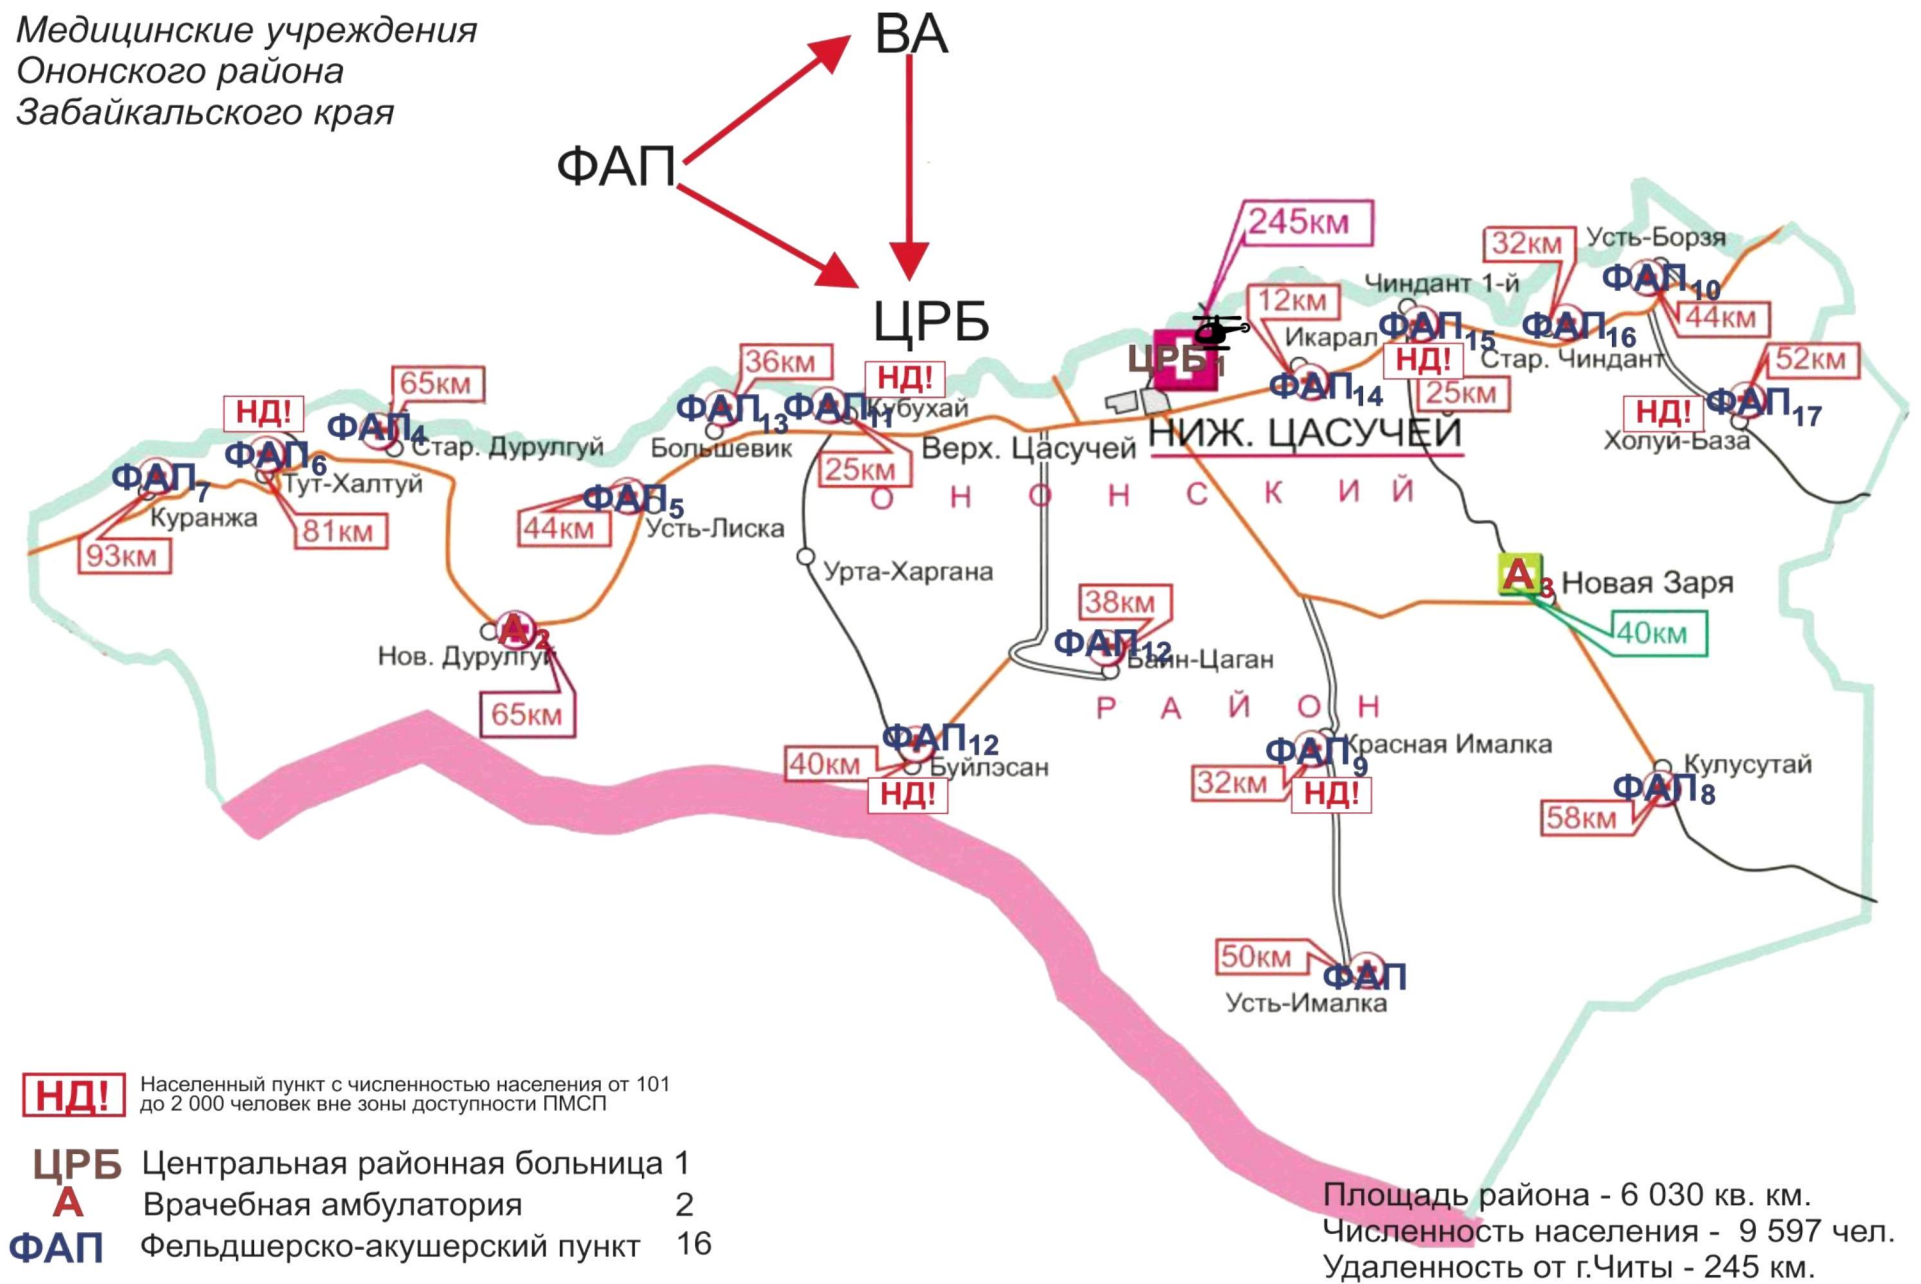 Медицинские учреждения
Ононского района
Забайкальского края
ВА
ФАП
ЦРБ
245км
32км
Усть-Борзя
ФАП10
44км
Чиндант 1-й
12км
Икарал
ФАП14
ФАП15
НД!
25км
ФАП16
Стар. Чиндант
52км
НД!
ФАП17
Холуй-База
ЦРБ1
НИЖ. ЦАСУЧЕЙ
36км
ФАП13
Большевик
НД!
ФАП11
Кубухай
25км
Верх. Цасучей
65км
ФАП4
Стар. Дурулгуй
НД!
ФАП6
Тут-Халтуй
81км
ФАП7
Куранжа
93км
44км
ФАП5
Усть-Лиска
ОНОНСКИЙ
Урта-Харгана
А2
Нов. Дурулгуй
65км
38км
ФАП12
Баин-Цаган
А3
Новая Заря
40км
РАЙОН
ФАП12
40км
Буйлэсан
НД!
ФАП9
Красная Ималка
32км
НД!
Кулусутай
ФАП8
58км
50км
ФАП
Усть-Ималка
НД! Населенный пункт с численностью населения от 101
до 2 000 человек вне зоны доступности ПМСП
ЦРБ Центральная районная больница 1
А Врачебная амбулатория 2
ФАП Фельдшерско-акушерский пункт 16
Площадь района - 6 030 кв. км.
Численность населения - 9 597 чел.
Удаленность от г.Читы - 245 км.